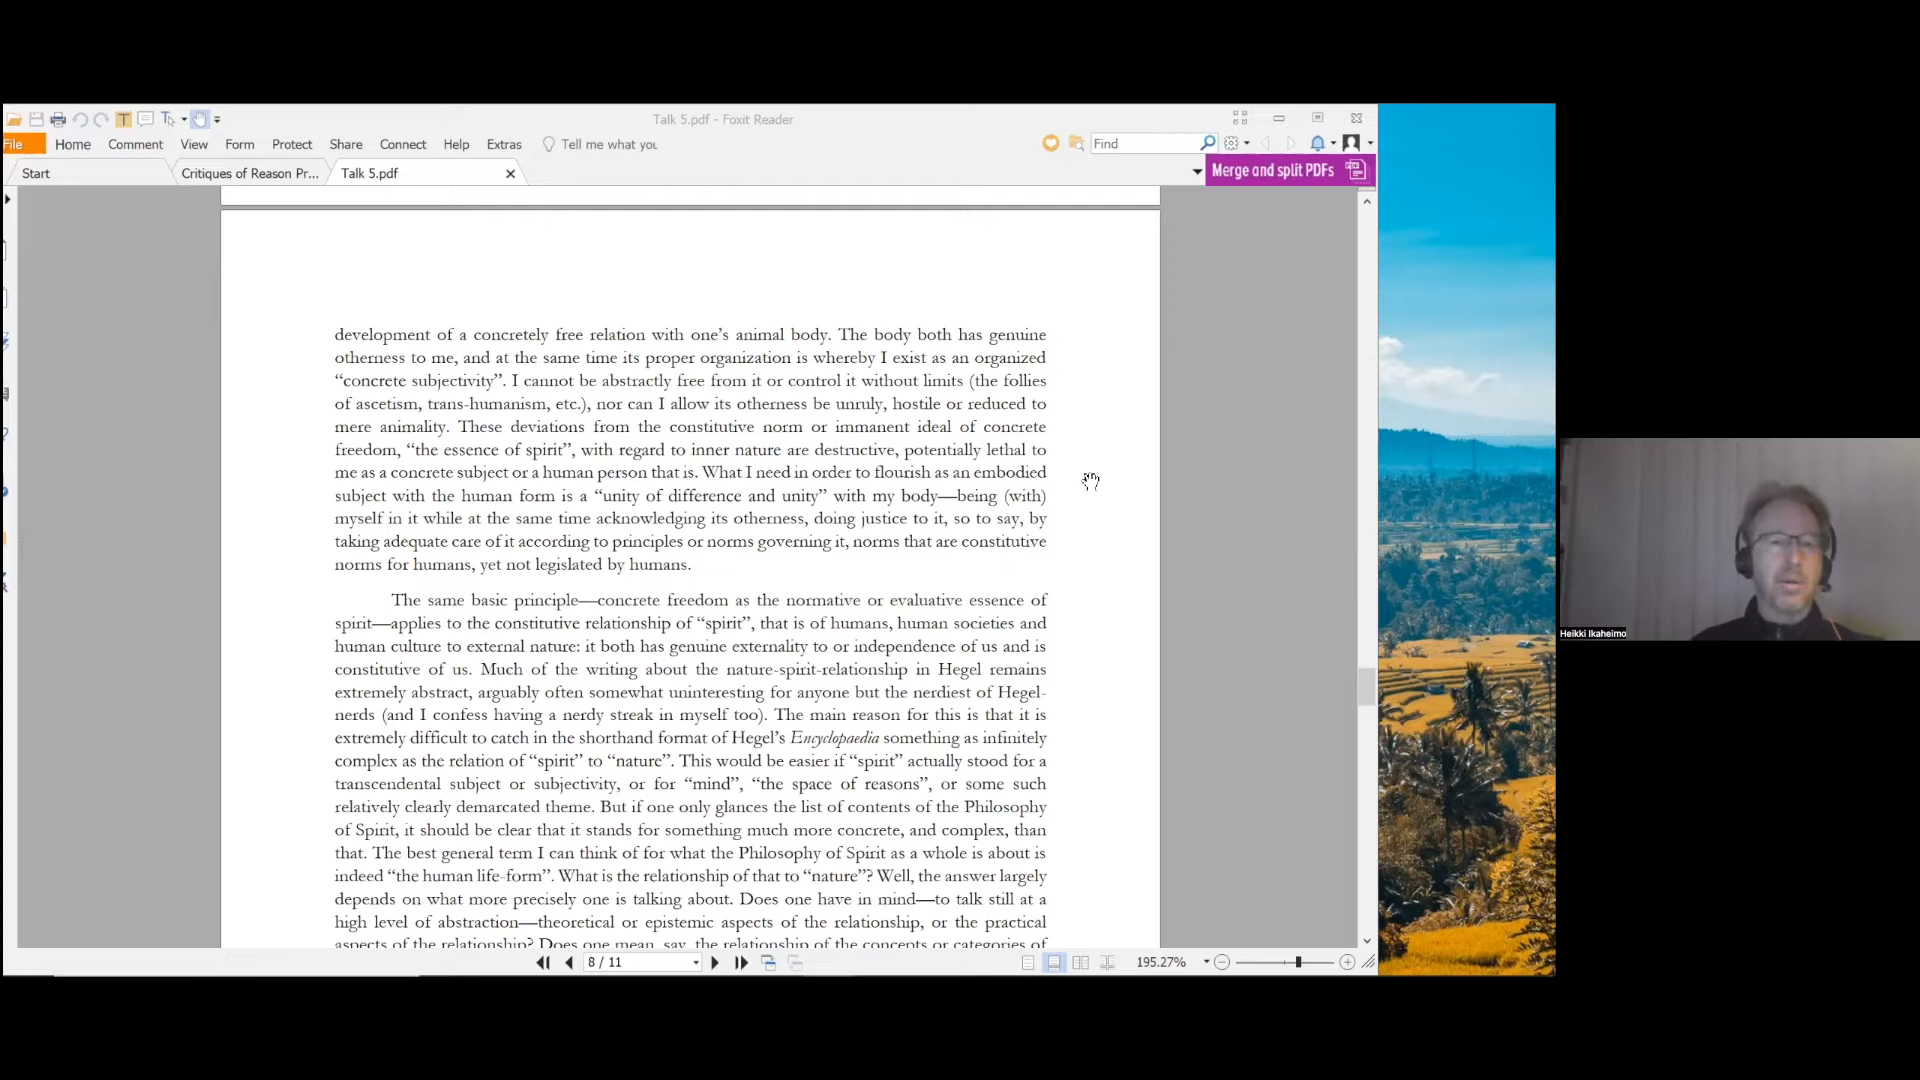 Talk 5.pdf - Foxit Reader
File Home Comment View Form Protect Share Connect Help Extras Tell me what you Find
Start Critiques of Reason Pr... Talk 5.pdf Merge and split PDFs
development of a concretely free relation with one’s animal body. The body both has genuine
otherness to me, and at the same time its proper organization is whereby I exist as an organized
“concrete subjectivity”. I cannot be abstractly free from it or control it without limits (the follies
of ascetism, trans-humanism, etc.), nor can I allow its otherness be unruly, hostile or reduced to
mere animality. These deviations from the constitutive norm or immanent ideal of concrete
freedom, “the essence of spirit”, with regard to inner nature are destructive, potentially lethal to
me as a concrete subject or a human person that is. What I need in order to flourish as an embodied
subject with the human form is a “unity of difference and unity” with my body—being (with)
myself in it while at the same time acknowledging its otherness, doing justice to it, so to say, by
taking adequate care of it according to principles or norms governing it, norms that are constitutive
norms for humans, yet not legislated by humans.
The same basic principle—concrete freedom as the normative or evaluative essence of
spirit—applies to the constitutive relationship of “spirit”, that is of humans, human societies and
human culture to external nature: it both has genuine externality to or independence of us and is
constitutive of us. Much of the writing about the nature-spirit-relationship in Hegel remains
extremely abstract, arguably often somewhat uninteresting for anyone but the nerdiest of Hegel-
nerds (and I confess having a nerdy streak in myself too). The main reason for this is that it is
extremely difficult to catch in the shorthand format of Hegel’s Encyclopaedia something as infinitely
complex as the relation of “spirit” to “nature”. This would be easier if “spirit” actually stood for a
transcendental subject or subjectivity, or for “mind”, “the space of reasons”, or some such
relatively clearly demarcated theme. But if one only glances the list of contents of the Philosophy
of Spirit, it should be clear that it stands for something much more concrete, and complex, than
that. The best general term I can think of for what the Philosophy of Spirit as a whole is about is
indeed “the human life-form”. What is the relationship of that to “nature”? Well, the answer largely
depends on what more precisely one is talking about. Does one have in mind—to talk still at a
high level of abstraction—theoretical or epistemic aspects of the relationship, or the practical
aspects of the relationship? Does one mean, say, the relationship of the concepts or categories of
8 / 11 195.27%
Heikki Ikaheimo